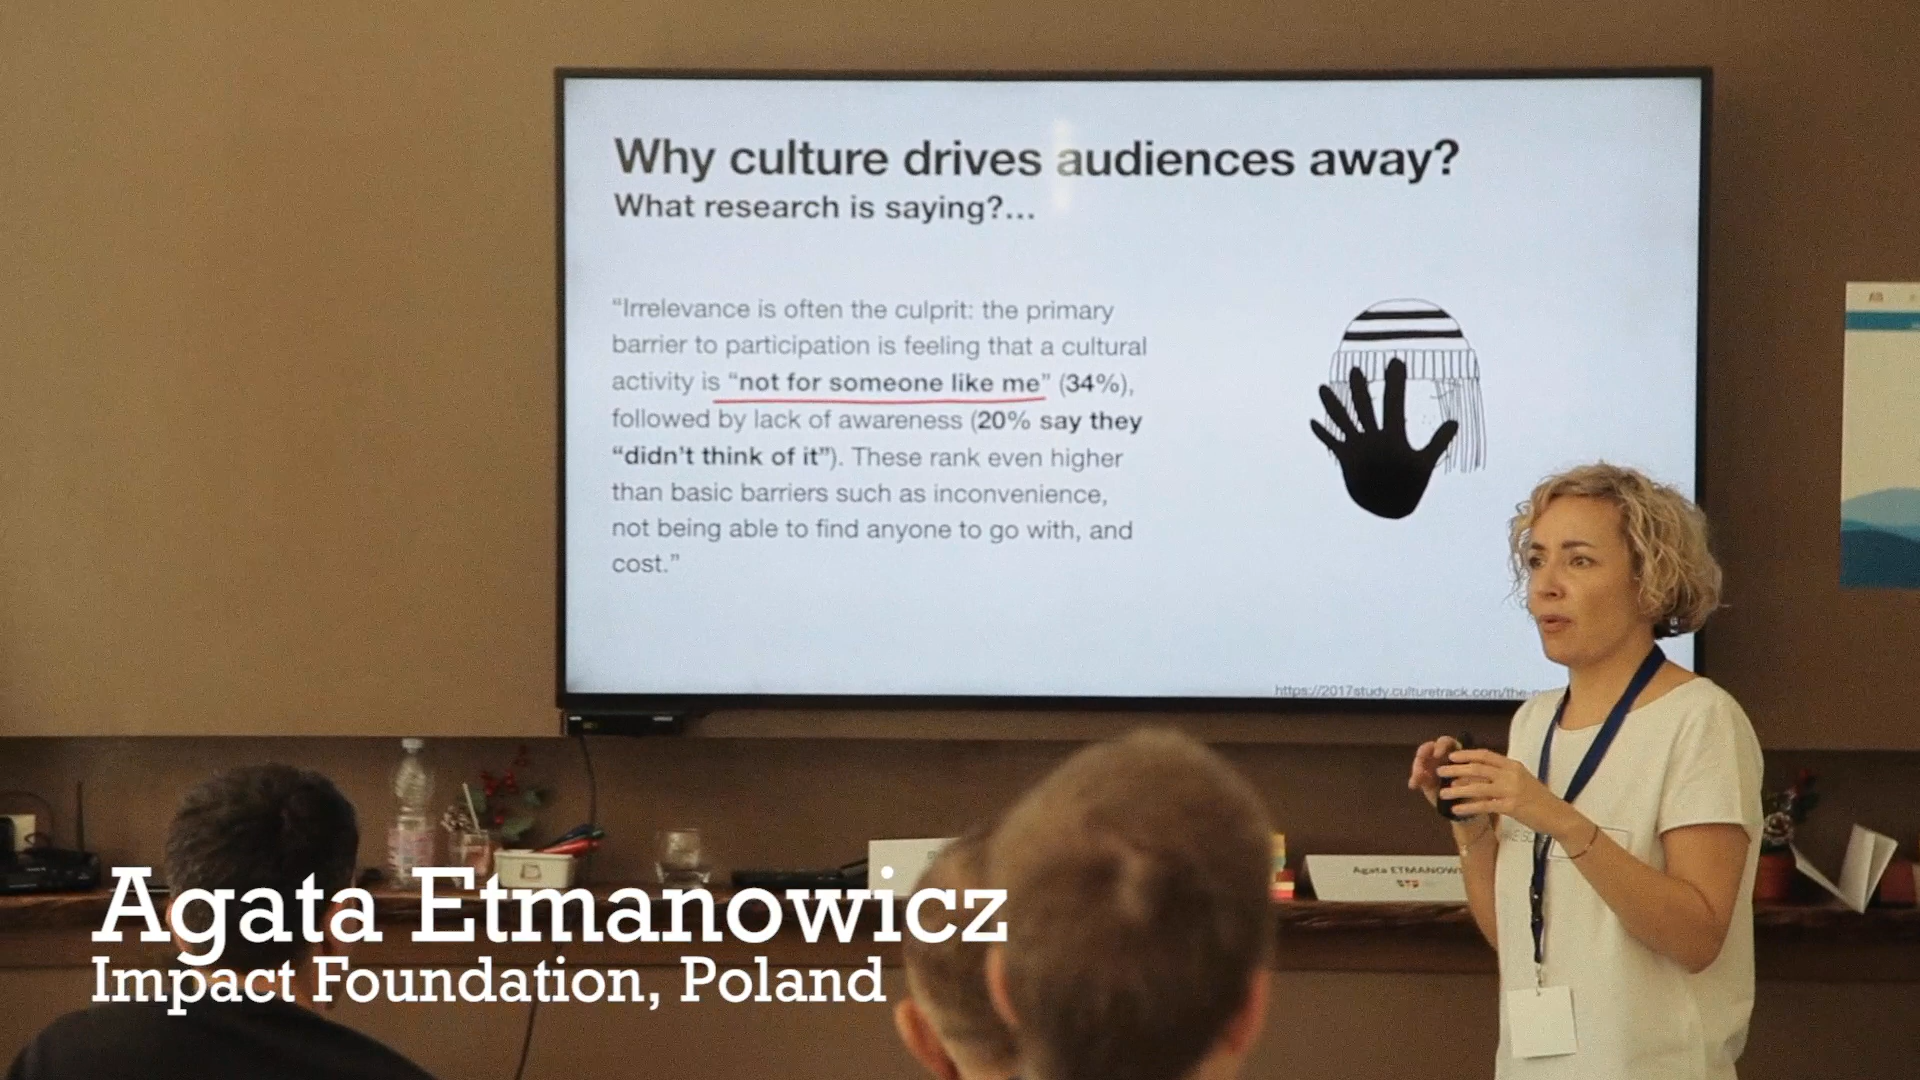 Why culture drives audiences away?
What research is saying?...
“Irrelevance is often the culprit: the primary
barrier to participation is feeling that a cultural
activity is “not for someone like me” (34%),
followed by lack of awareness (20% say they
“didn’t think of it”). These rank even higher
than basic barriers such as inconvenience,
not being able to find anyone to go with, and
cost.”
https://2017study.culturetrack.com/the-
Agata ETMANOW
Agata Etmanowicz
Impact Foundation, Poland